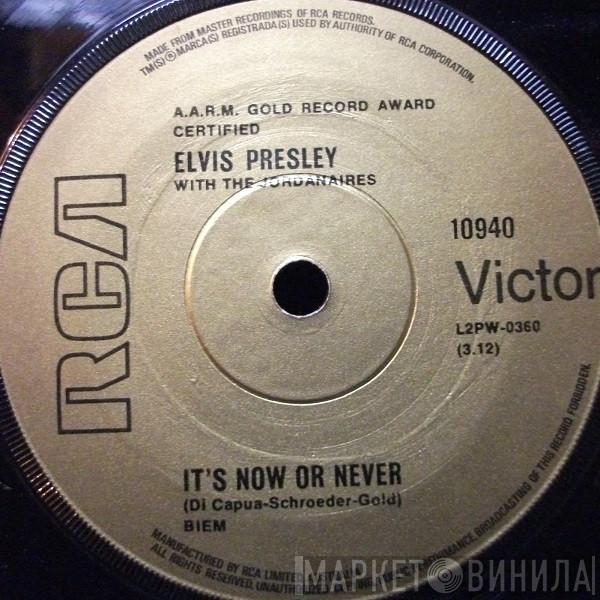 MADE FROM MASTER RECORDINGS OF RCA RECORDS.
TM(S) ® MARCA(S) REGISTRADA(S) USED BY AUTHORITY OF RCA CORPORATION.
A.A.R.M. GOLD RECORD AWARD
CERTIFIED
ELVIS PRESLEY
WITH THE JORDANAIRES
RCA
10940
Victor
L2PW-0360
(3.12)
IT'S NOW OR NEVER
(Di Capua-Schroeder-Gold)
BIEM
MANUFACTURED BY RCA LIMITED, AUSTRALIA
ALL RIGHTS RESERVED. BROADCASTING OF THIS RECORD FORBIDDEN.
МАРКЕТ ВИНИЛА